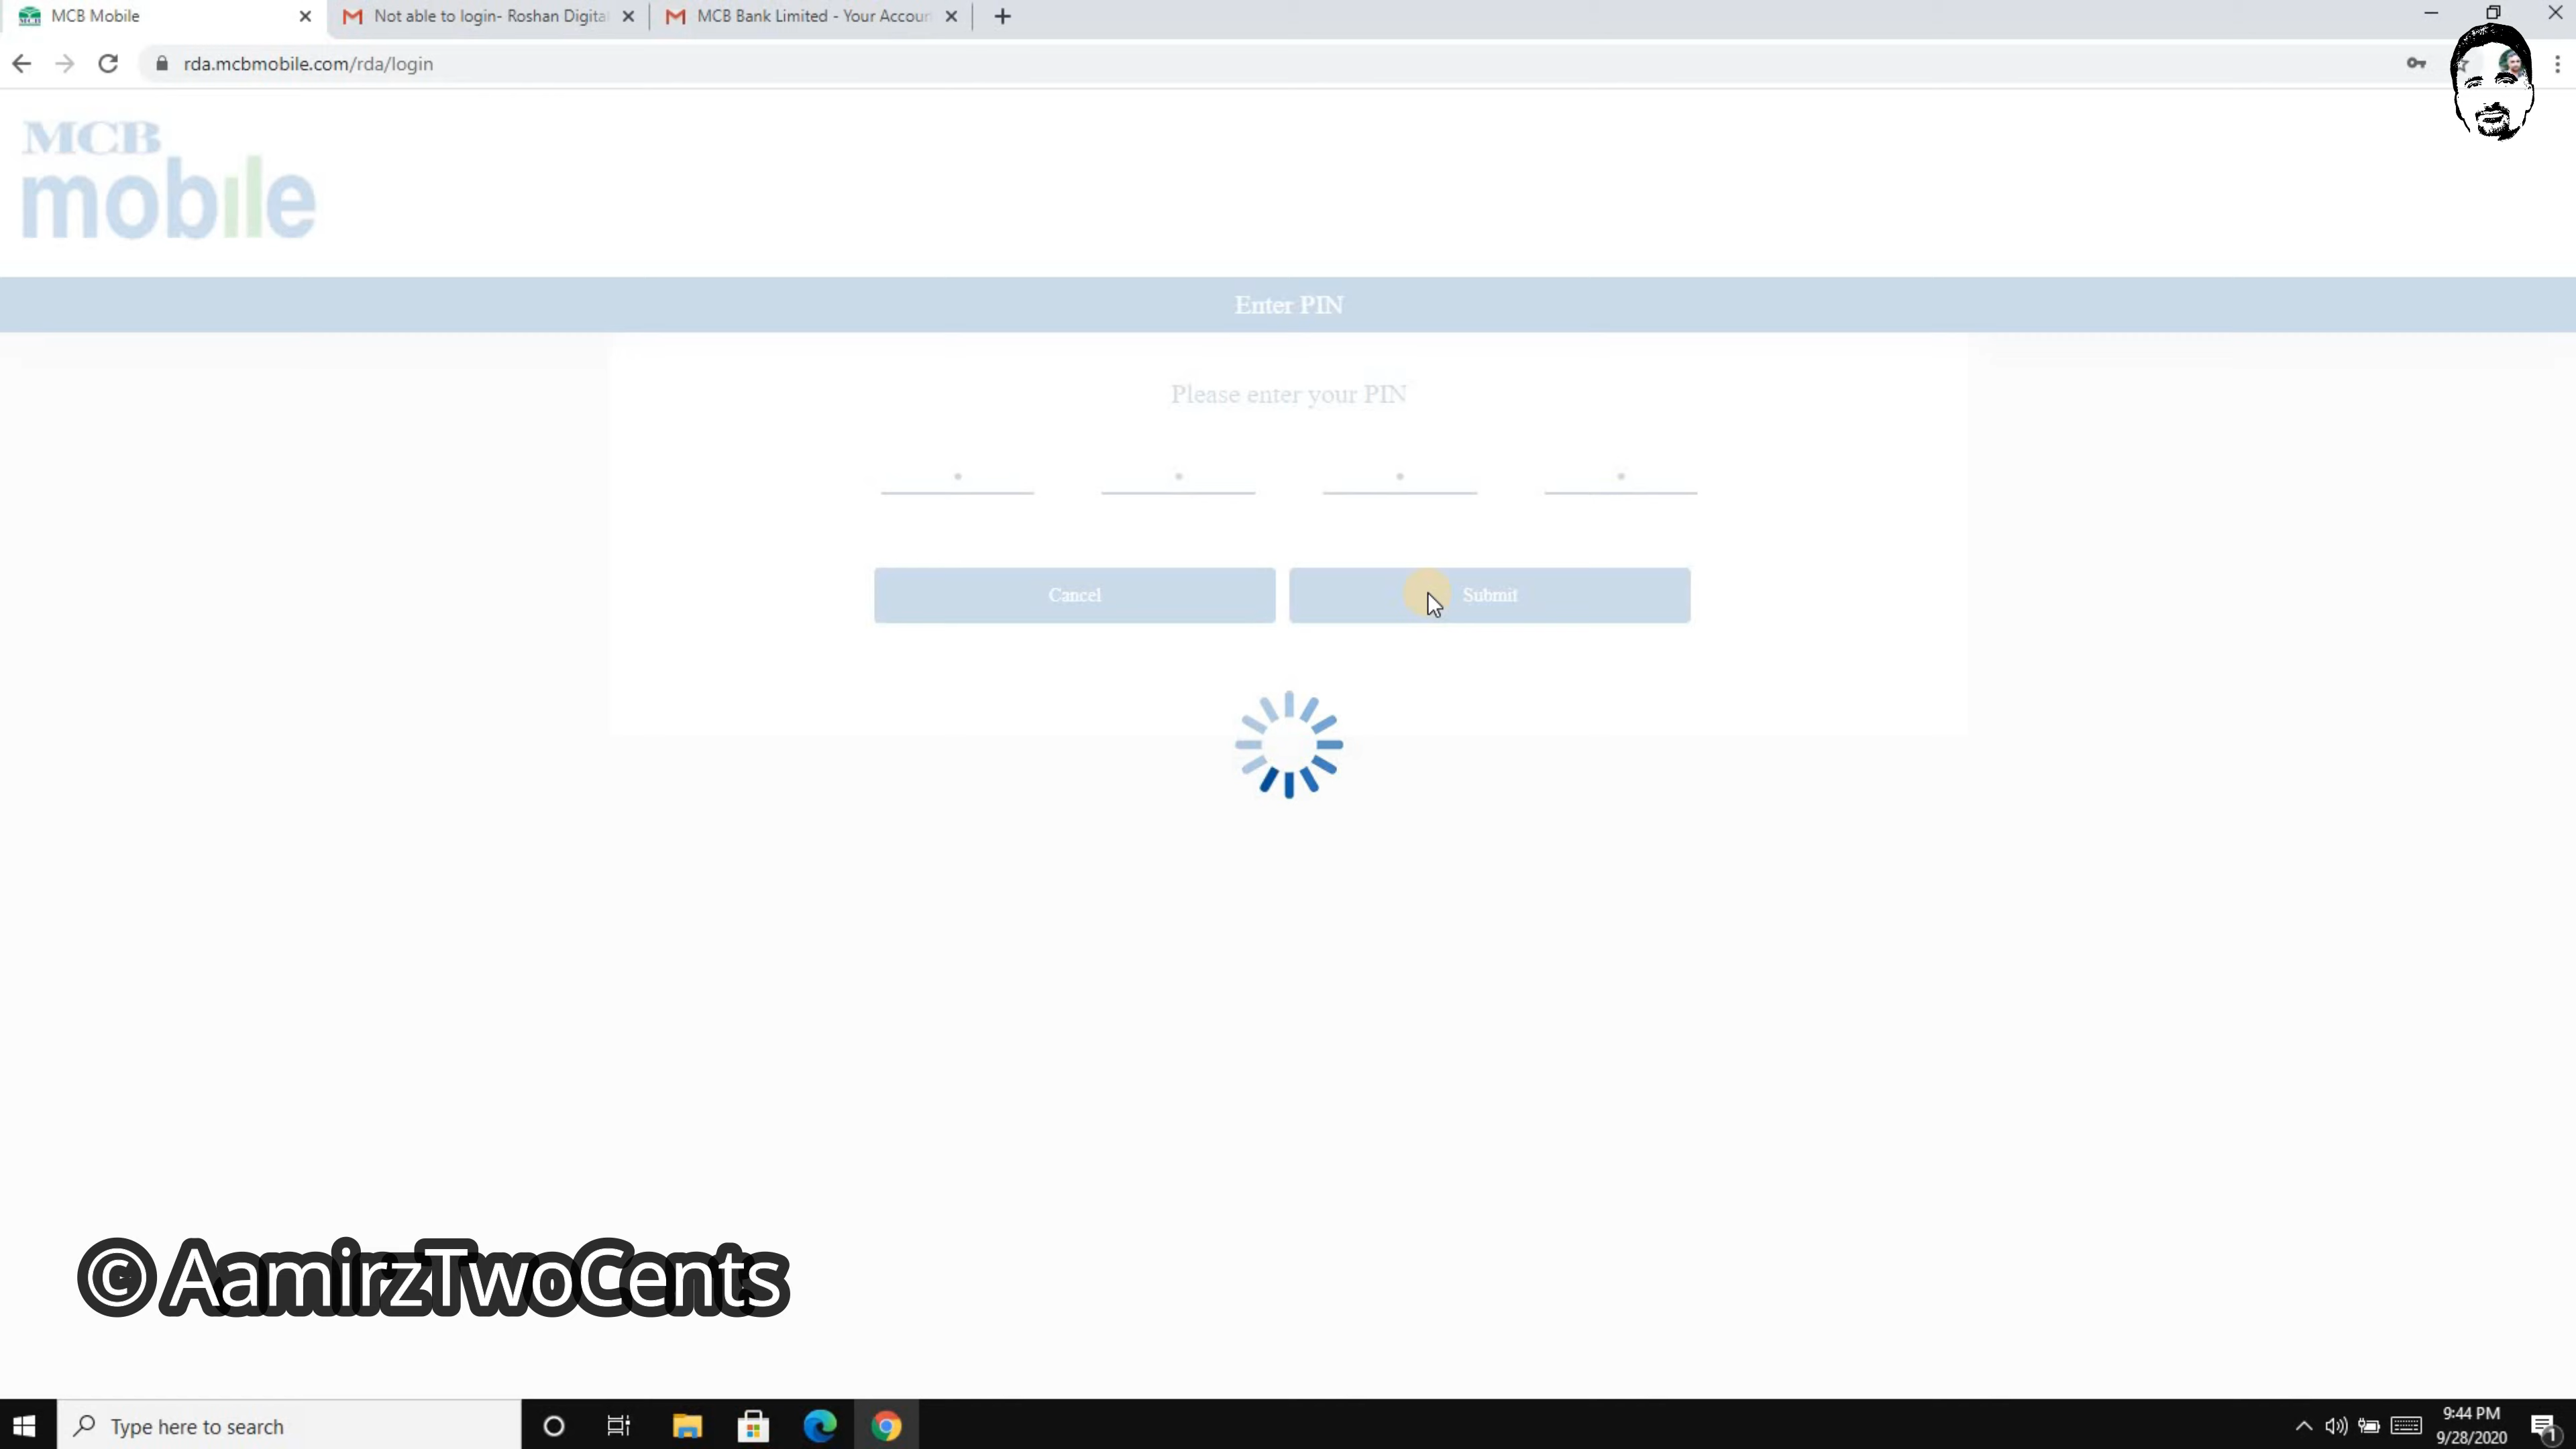 MCB Mobile
Not able to login- Roshan Digital
MCB Bank Limited - Your Accoun
rda.mcbmobile.com/rda/login
MCB
mobile
Enter PIN
Please enter your PIN
Cancel
Submit
©AamirzTwoCents
Type here to search
9:44 PM
9/28/2020
1